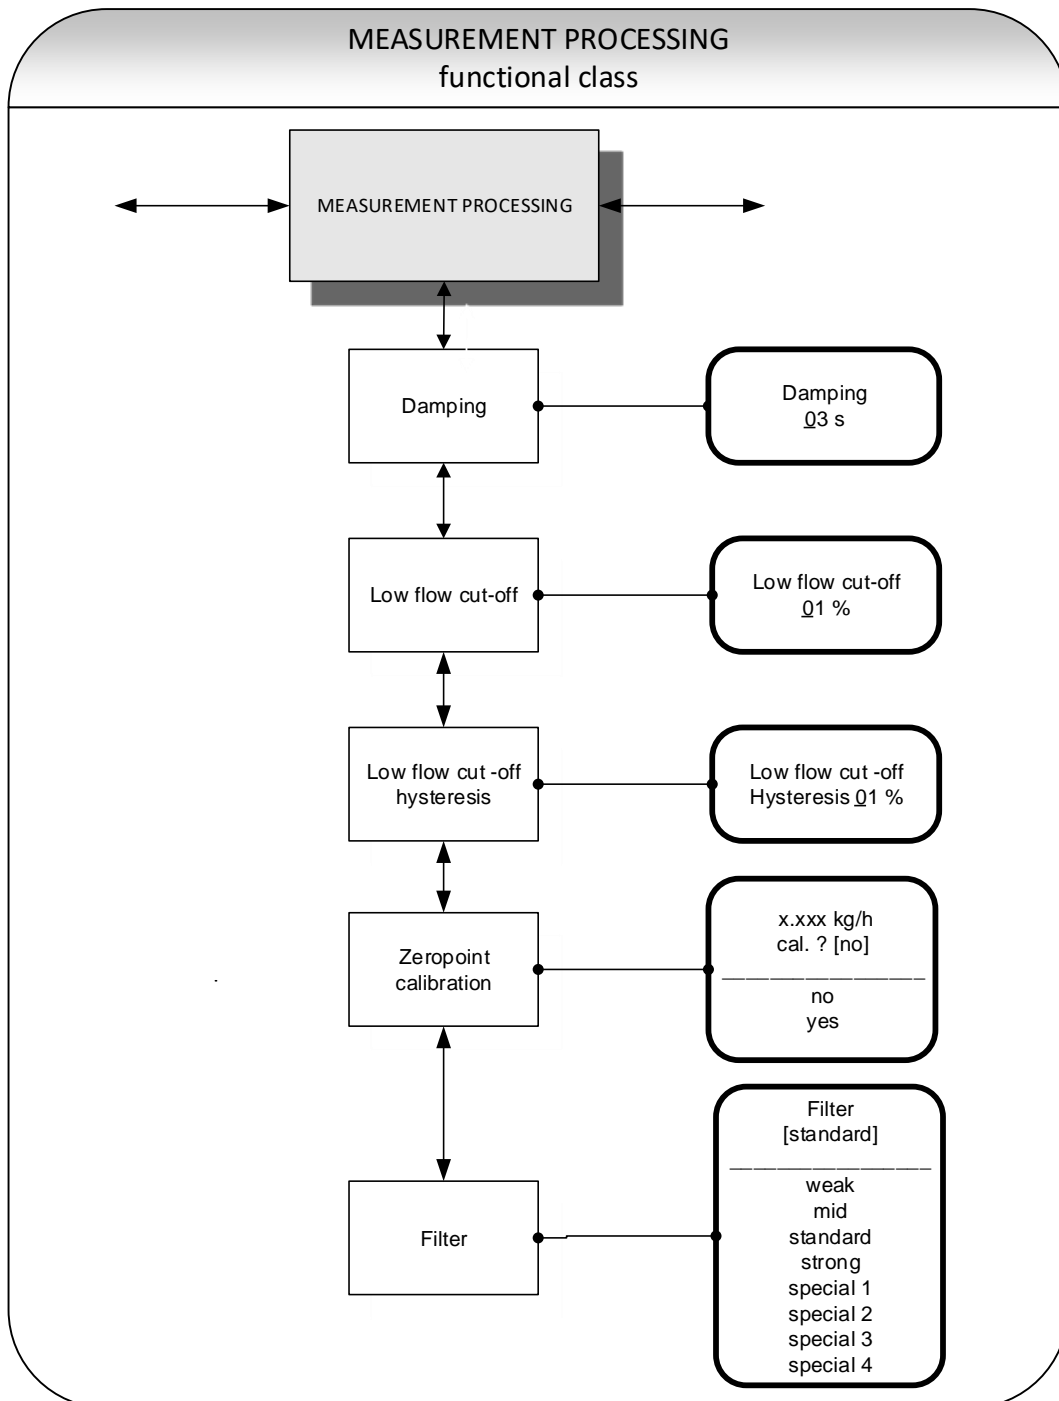 MEASUREMENT PROCESSING
functional class
MEASUREMENT PROCESSING
Damping
Damping
03 s
Low flow cut-off
Low flow cut-off
01 %
Low flow cut -off
hysteresis
Low flow cut -off
Hysteresis 01 %
Zeropoint
calibration
x.xxx kg/h
cal. ? [no]
no
yes
Filter
Filter
[standard]
weak
mid
standard
strong
special 1
special 2
special 3
special 4